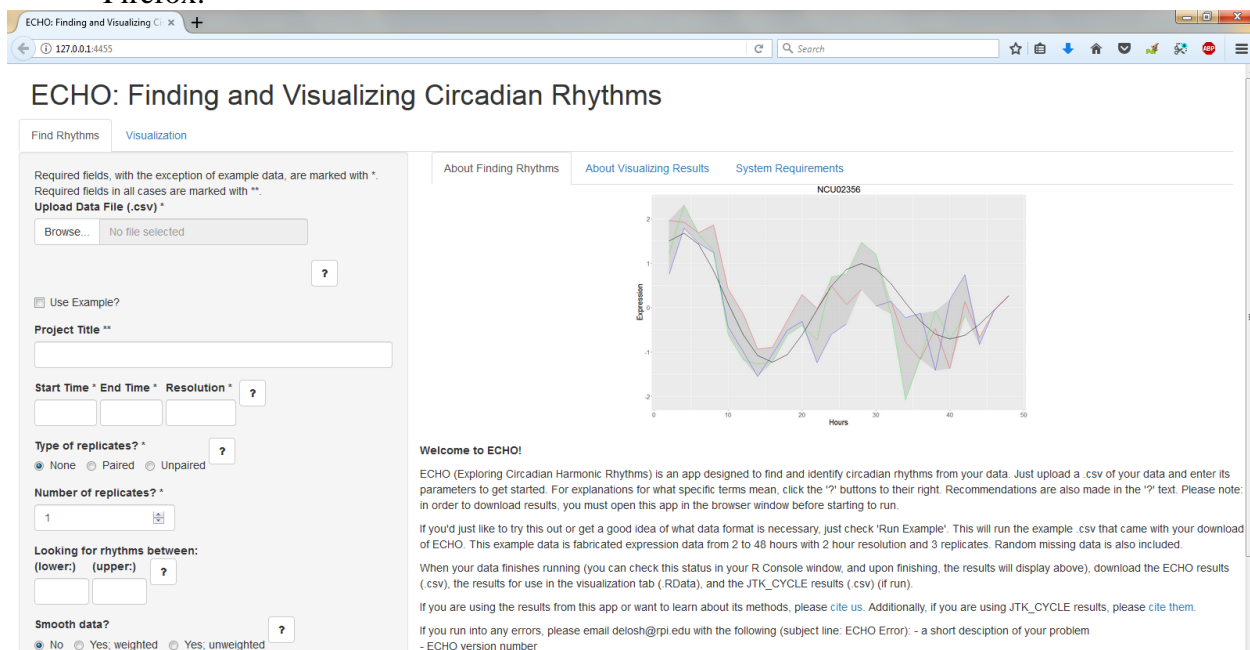 Firefox.
ECHO: Finding and Visualizing Ci
127.0.0.1:4455
Search
ABP
ECHO: Finding and Visualizing Circadian Rhythms
Find Rhythms
Visualization
Required fields, with the exception of example data, are marked with *.
Required fields in all cases are marked with **.
Upload Data File (.csv) *
Browse...
No file selected
?
Use Example?
Project Title **
Start Time * End Time * Resolution *
?
Type of replicates? *
?
None Paired Unpaired
Number of replicates? *
1
Looking for rhythms between:
(lower:) (upper:)
?
Smooth data?
?
No Yes; weighted Yes; unweighted
About Finding Rhythms
About Visualizing Results
System Requirements
NCU02356
2
1
0
-1
-2
Expression
0 10 20 30 40 50
Hours
Welcome to ECHO!
ECHO (Exploring Circadian Harmonic Rhythms) is an app designed to find and identify circadian rhythms from your data. Just upload a .csv of your data and enter its
parameters to get started. For explanations for what specific terms mean, click the '?' buttons to their right. Recommendations are also made in the '?' text. Please note:
in order to download results, you must open this app in the browser window before starting to run.
If you'd just like to try this out or get a good idea of what data format is necessary, just check 'Run Example'. This will run the example .csv that came with your download
of ECHO. This example data is fabricated expression data from 2 to 48 hours with 2 hour resolution and 3 replicates. Random missing data is also included.
When your data finishes running (you can check this status in your R Console window, and upon finishing, the results will display above), download the ECHO results
(.csv), the results for use in the visualization tab (.RData), and the JTK_CYCLE results (.csv) (if run).
If you are using the results from this app or want to learn about its methods, please cite us. Additionally, if you are using JTK_CYCLE results, please cite them.
If you run into any errors, please email delosh@rpi.edu with the following (subject line: ECHO Error): - a short desciption of your problem
- ECHO version number